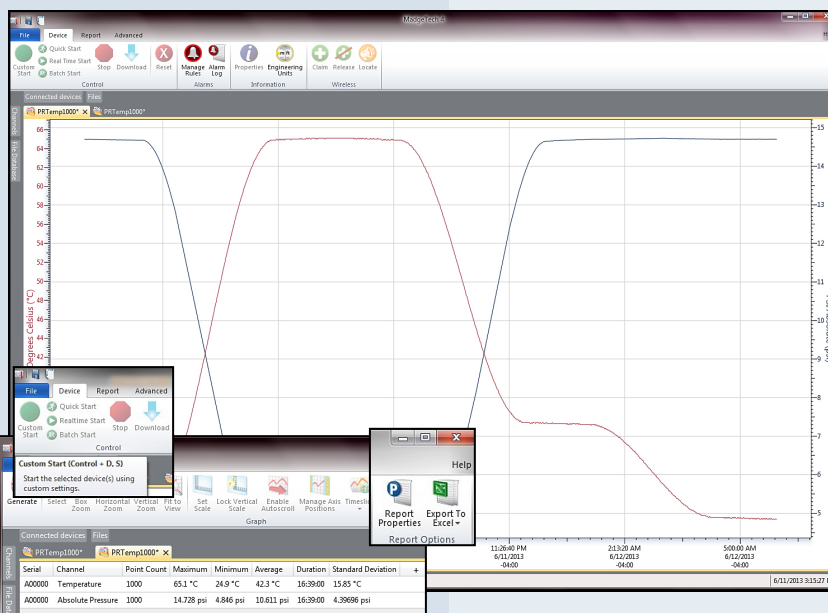 MadgeTech 4
File Device Report Advanced
Custom Start
Quick Start
Real Time Start
Batch Start
Stop
Download
Reset
Manage Rules
Alarm Log
Properties
Engineering Units
Claim
Release
Locate
Control
Alarms
Information
Wireless
Connected devices Files
PRTemp1000* X PRTemp1000*
Channels
File Database
66
64
62
60
58
56
54
52
50
48
46
44
42
Degrees Celsius (°C)
15
14
13
12
11
10
9
8
7
6
5
11:26:40 PM
6/11/2013
-04:00
2:13:20 AM
6/12/2013
-04:00
5:00:00 AM
6/12/2013
-04:00
6/11/2013 3:15:27
File Device Report Advanced
Custom Start
Quick Start
Realtime Start
Batch Start
Stop
Download
Control
Custom Start (Control + D, S)
Start the selected device(s) using
custom settings.
Help
Report Properties
Export To Excel
Report Options
Generate
Select
Box Zoom
Horizontal Zoom
Vertical Zoom
Fit to View
Set Scale
Lock Vertical Scale
Enable Autoscroll
Manage Axis Positions
Graph
Connected devices Files
PRTemp1000* PRTemp1000* X
Channels
Serial Channel Point Count Maximum Minimum Average Duration Standard Deviation +
A00000 Temperature 1000 65.1 °C 24.9 °C 42.3 °C 16:39:00 15.85 °C
A00000 Absolute Pressure 1000 14.728 psi 4.846 psi 10.611 psi 16:39:00 4.39696 psi